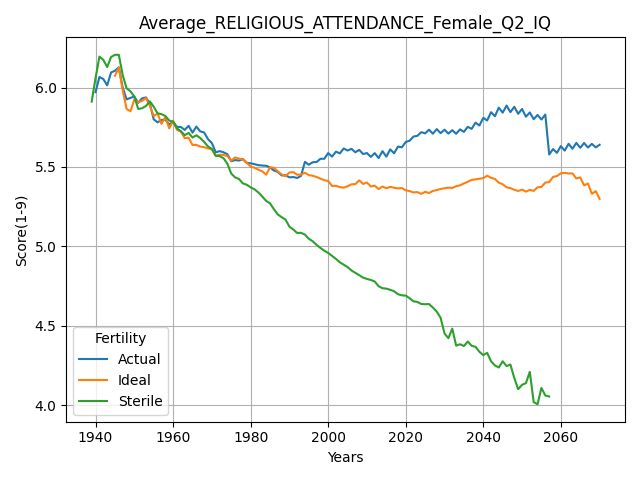 Average_RELIGIOUS_ATTENDANCE_Female_Q2_IQ
Score(1-9)
6.0
5.5
5.0
4.5
4.0
Fertility
Actual
Ideal
Sterile
1940 1960 1980 2000 2020 2040 2060
Years